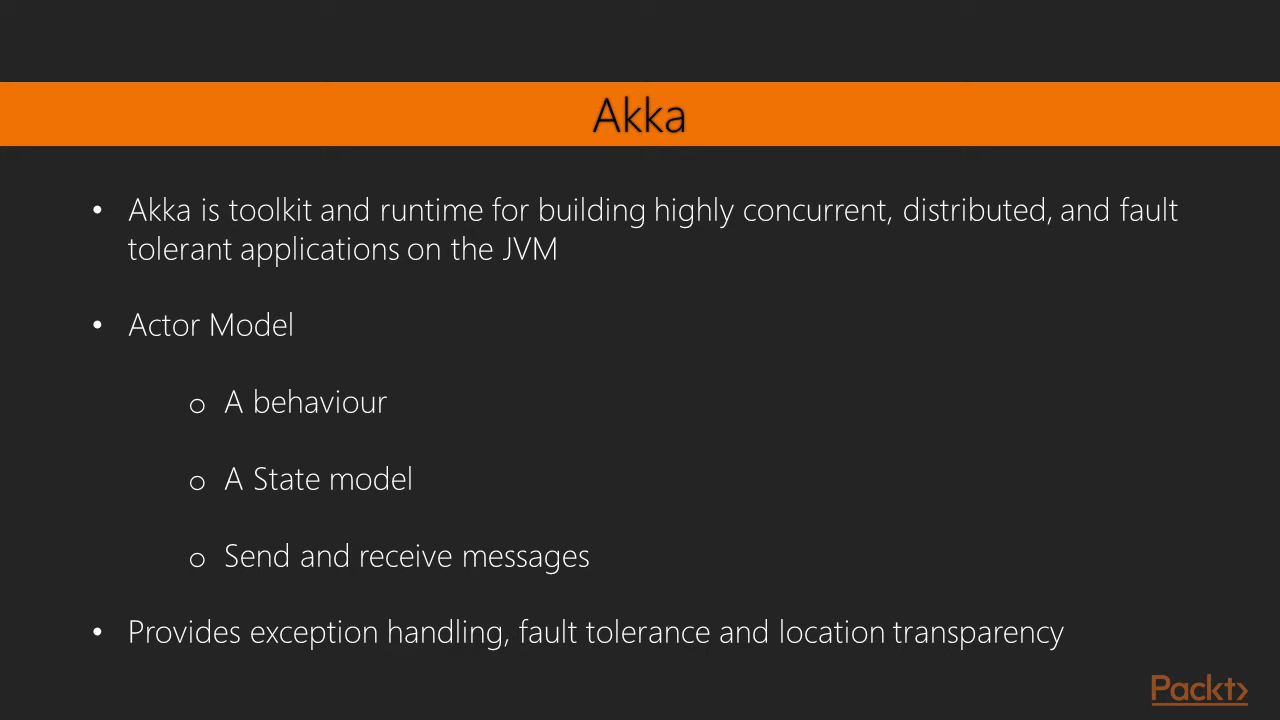 Akka
• Akka is toolkit and runtime for building highly concurrent, distributed, and fault
tolerant applications on the JVM
• Actor Model
o A behaviour
o A State model
o Send and receive messages
• Provides exception handling, fault tolerance and location transparency
Packt>